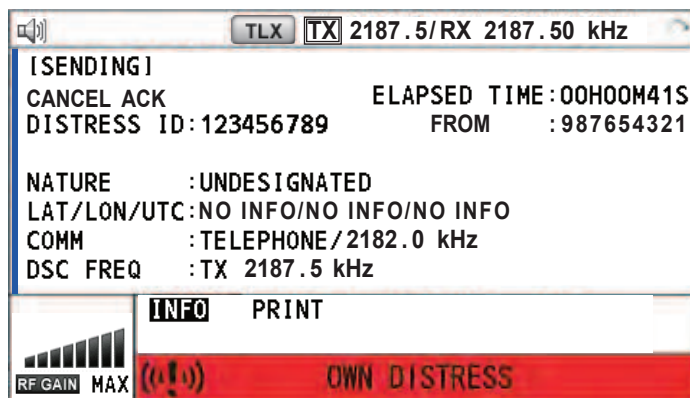 TLX TX 2187.5/RX 2187.50 kHz
[SENDING]
CANCEL ACK ELAPSED TIME:00H00M41S
DISTRESS ID:123456789 FROM :987654321
NATURE :UNDESIGNATED
LAT/LON/UTC:NO INFO/NO INFO/NO INFO
COMM :TELEPHONE/2182.0 kHz
DSC FREQ :TX 2187.5 kHz
INFO PRINT
RF GAIN MAX OWN DISTRESS